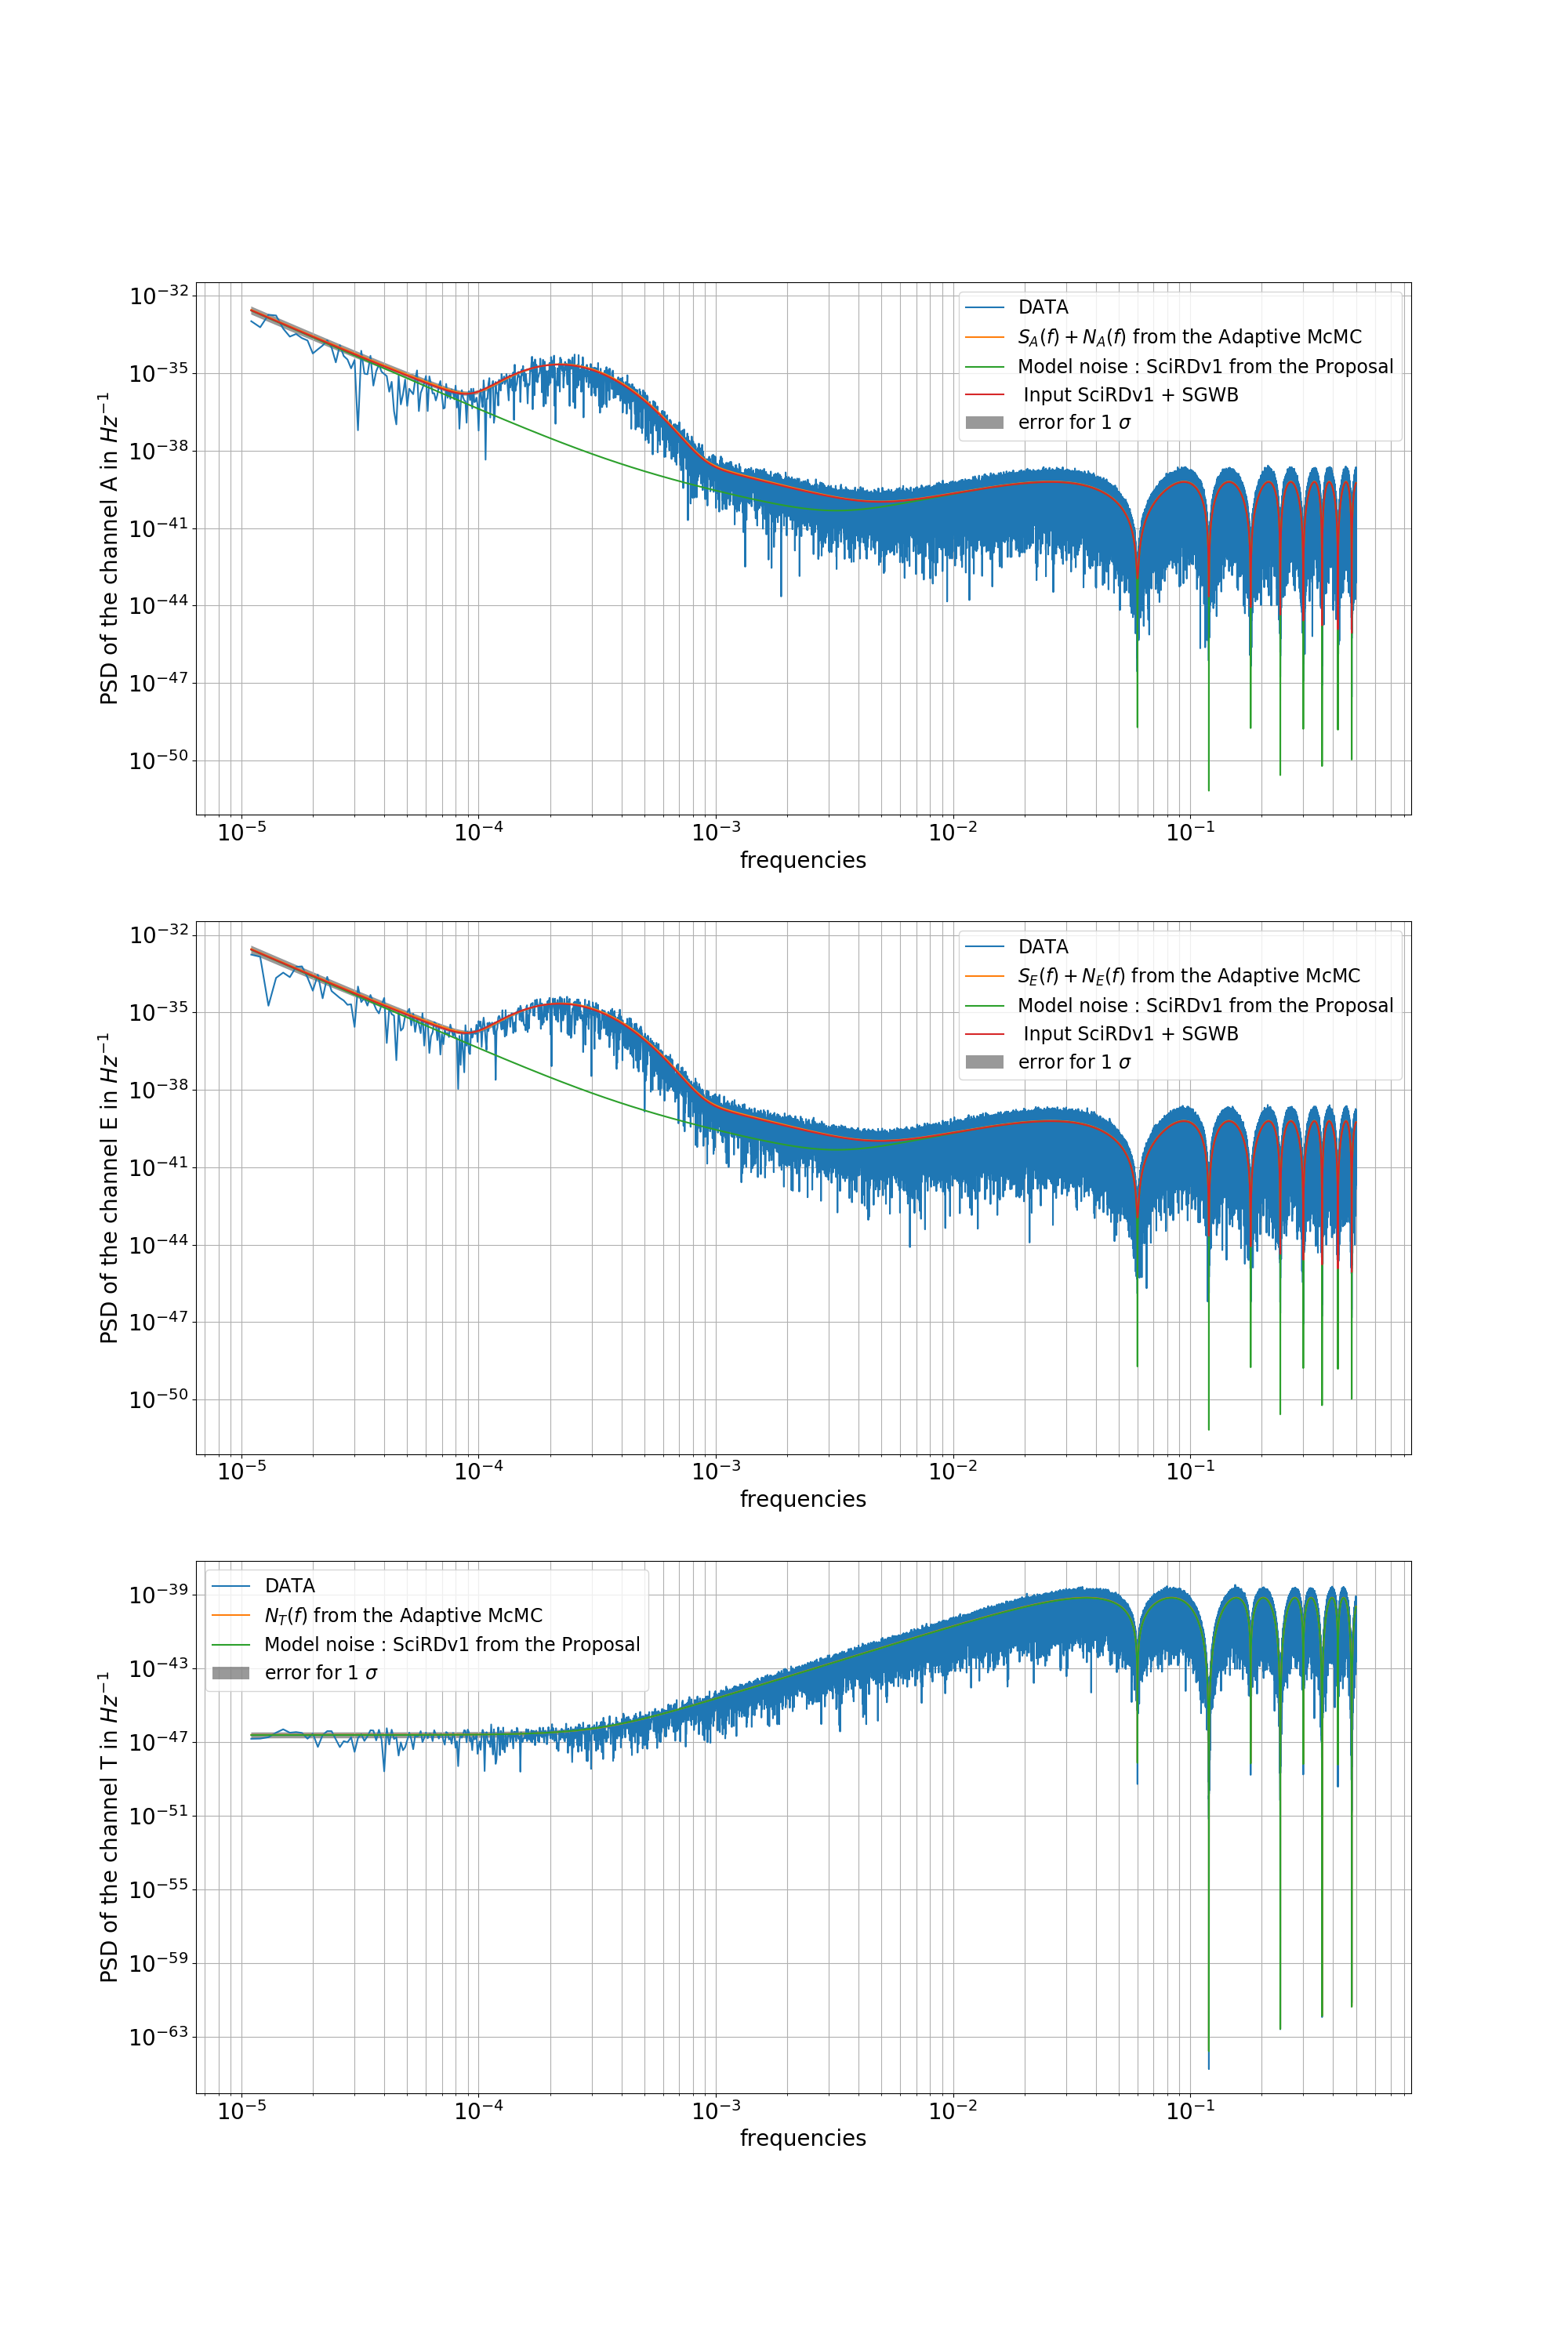 PSD of the channel A in Hz⁻¹
10⁻³²
10⁻³⁵
10⁻³⁸
10⁻⁴¹
10⁻⁴⁴
10⁻⁴⁷
10⁻⁵⁰
DATA
S_A(f) + N_A(f) from the Adaptive McMC
Model noise : SciRDv1 from the Proposal
Input SciRDv1 + SGWB
error for 1 σ
10⁻⁵ 10⁻⁴ 10⁻³ 10⁻² 10⁻¹
frequencies
PSD of the channel E in Hz⁻¹
10⁻³²
10⁻³⁵
10⁻³⁸
10⁻⁴¹
10⁻⁴⁴
10⁻⁴⁷
10⁻⁵⁰
DATA
S_E(f) + N_E(f) from the Adaptive McMC
Model noise : SciRDv1 from the Proposal
Input SciRDv1 + SGWB
error for 1 σ
10⁻⁵ 10⁻⁴ 10⁻³ 10⁻² 10⁻¹
frequencies
PSD of the channel T in Hz⁻¹
10⁻³⁹
10⁻⁴³
10⁻⁴⁷
10⁻⁵¹
10⁻⁵⁵
10⁻⁵⁹
10⁻⁶³
DATA
N_T(f) from the Adaptive McMC
Model noise : SciRDv1 from the Proposal
error for 1 σ
10⁻⁵ 10⁻⁴ 10⁻³ 10⁻² 10⁻¹
frequencies